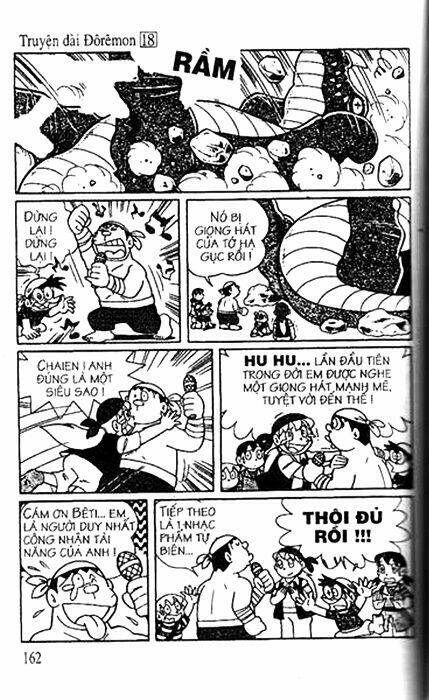 Truyện dài Đôrêmon 18
RẦM
DỪNG
LẠI !
DỪNG
LẠI !
NÓ BỊ
GIỌNG HÁT
CỦA TỚ HẠ
GỤC RỒI !
CHAIEN ! ANH
ĐÚNG LÀ MỘT
SIÊU SAO !
HU HU... LẦN ĐẦU TIÊN
TRONG ĐỜI EM ĐƯỢC NGHE
MỘT GIỌNG HÁT MẠNH MẼ,
TUYỆT VỜI ĐẾN THẾ !
CÁM ƠN BÊTI... EM
LÀ NGƯỜI DUY NHẤT
CÔNG NHẬN TÀI
NĂNG CỦA ANH !
TIẾP THEO
LÀ 1 NHẠC
PHẨM TỰ
BIÊN...
THÔI ĐỦ
RỒI !!!
162